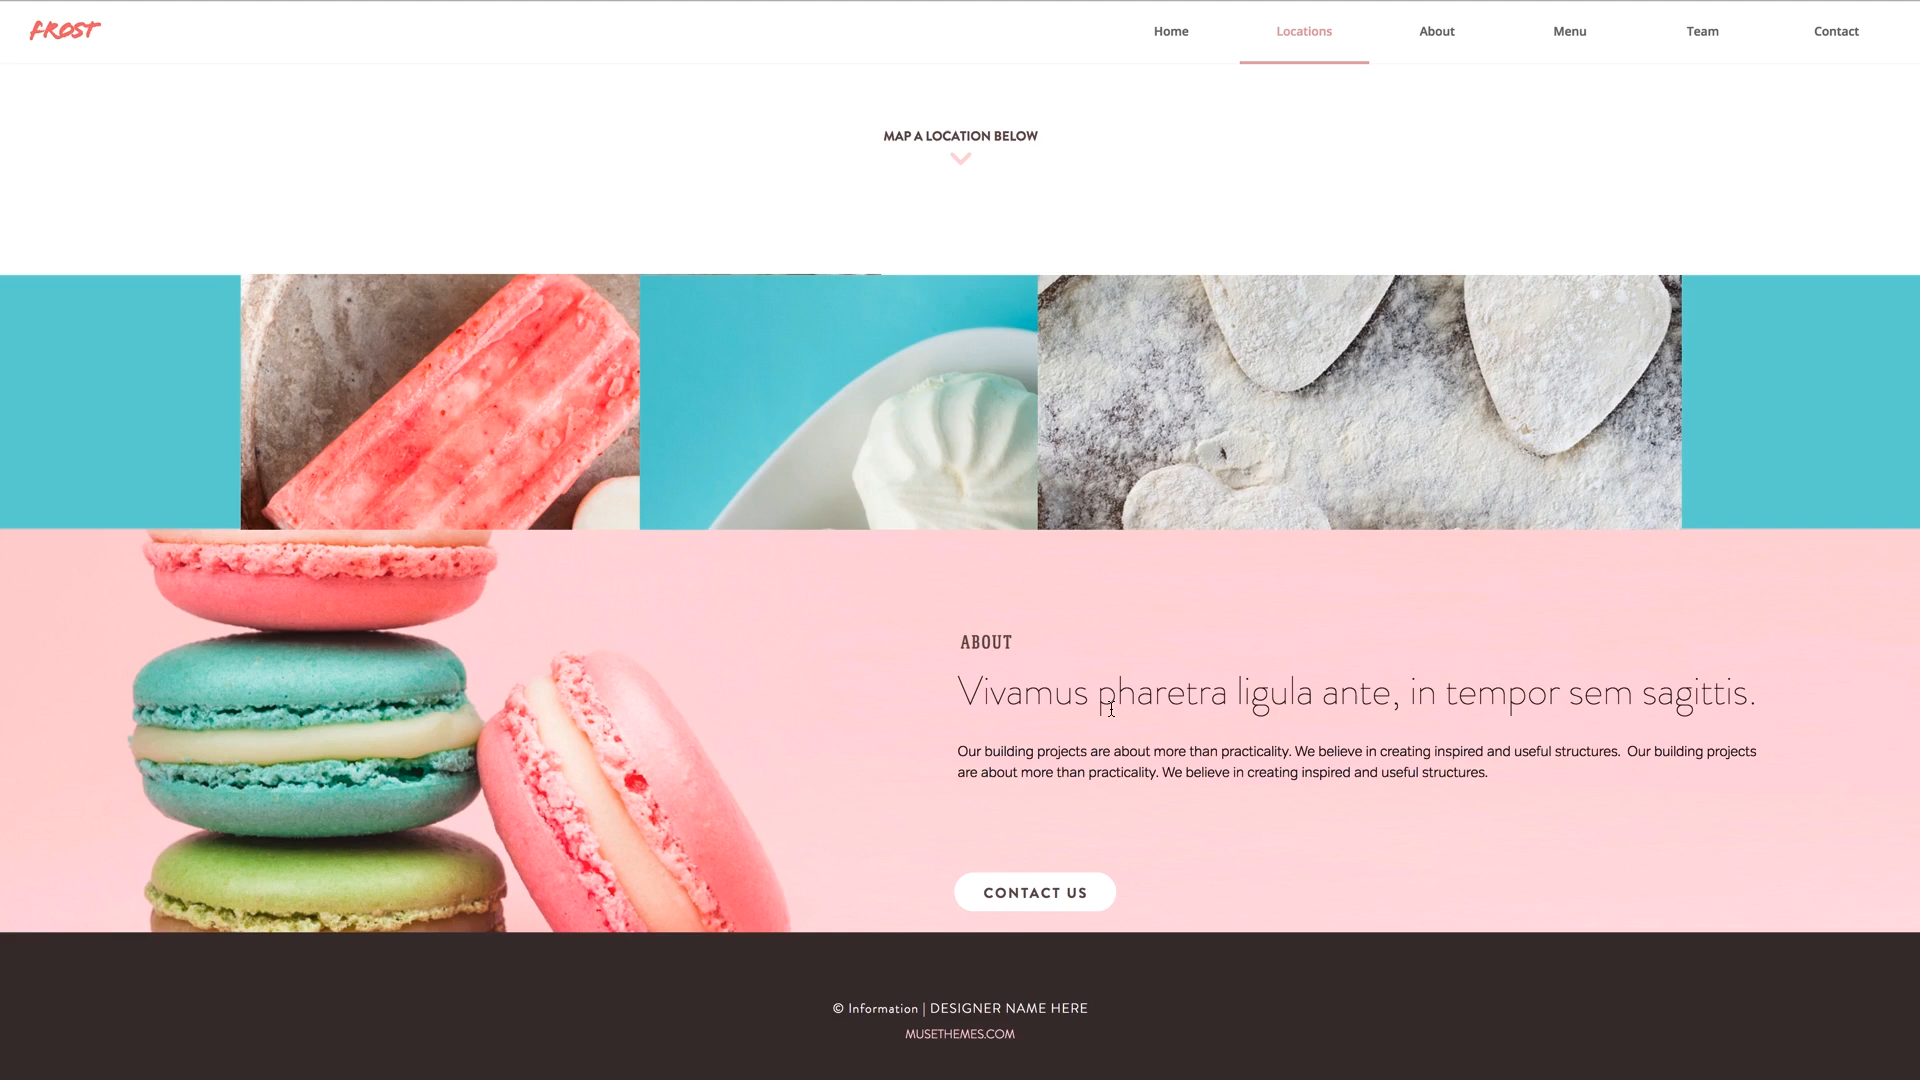 FROST
Home Locations About Menu Team Contact
MAP A LOCATION BELOW
ABOUT
Vivamus pharetra ligula ante, in tempor sem sagittis.
Our building projects are about more than practicality. We believe in creating inspired and useful structures.  Our building projects
are about more than practicality. We believe in creating inspired and useful structures.
CONTACT US
© Information | DESIGNER NAME HERE
MUSETHEMES.COM